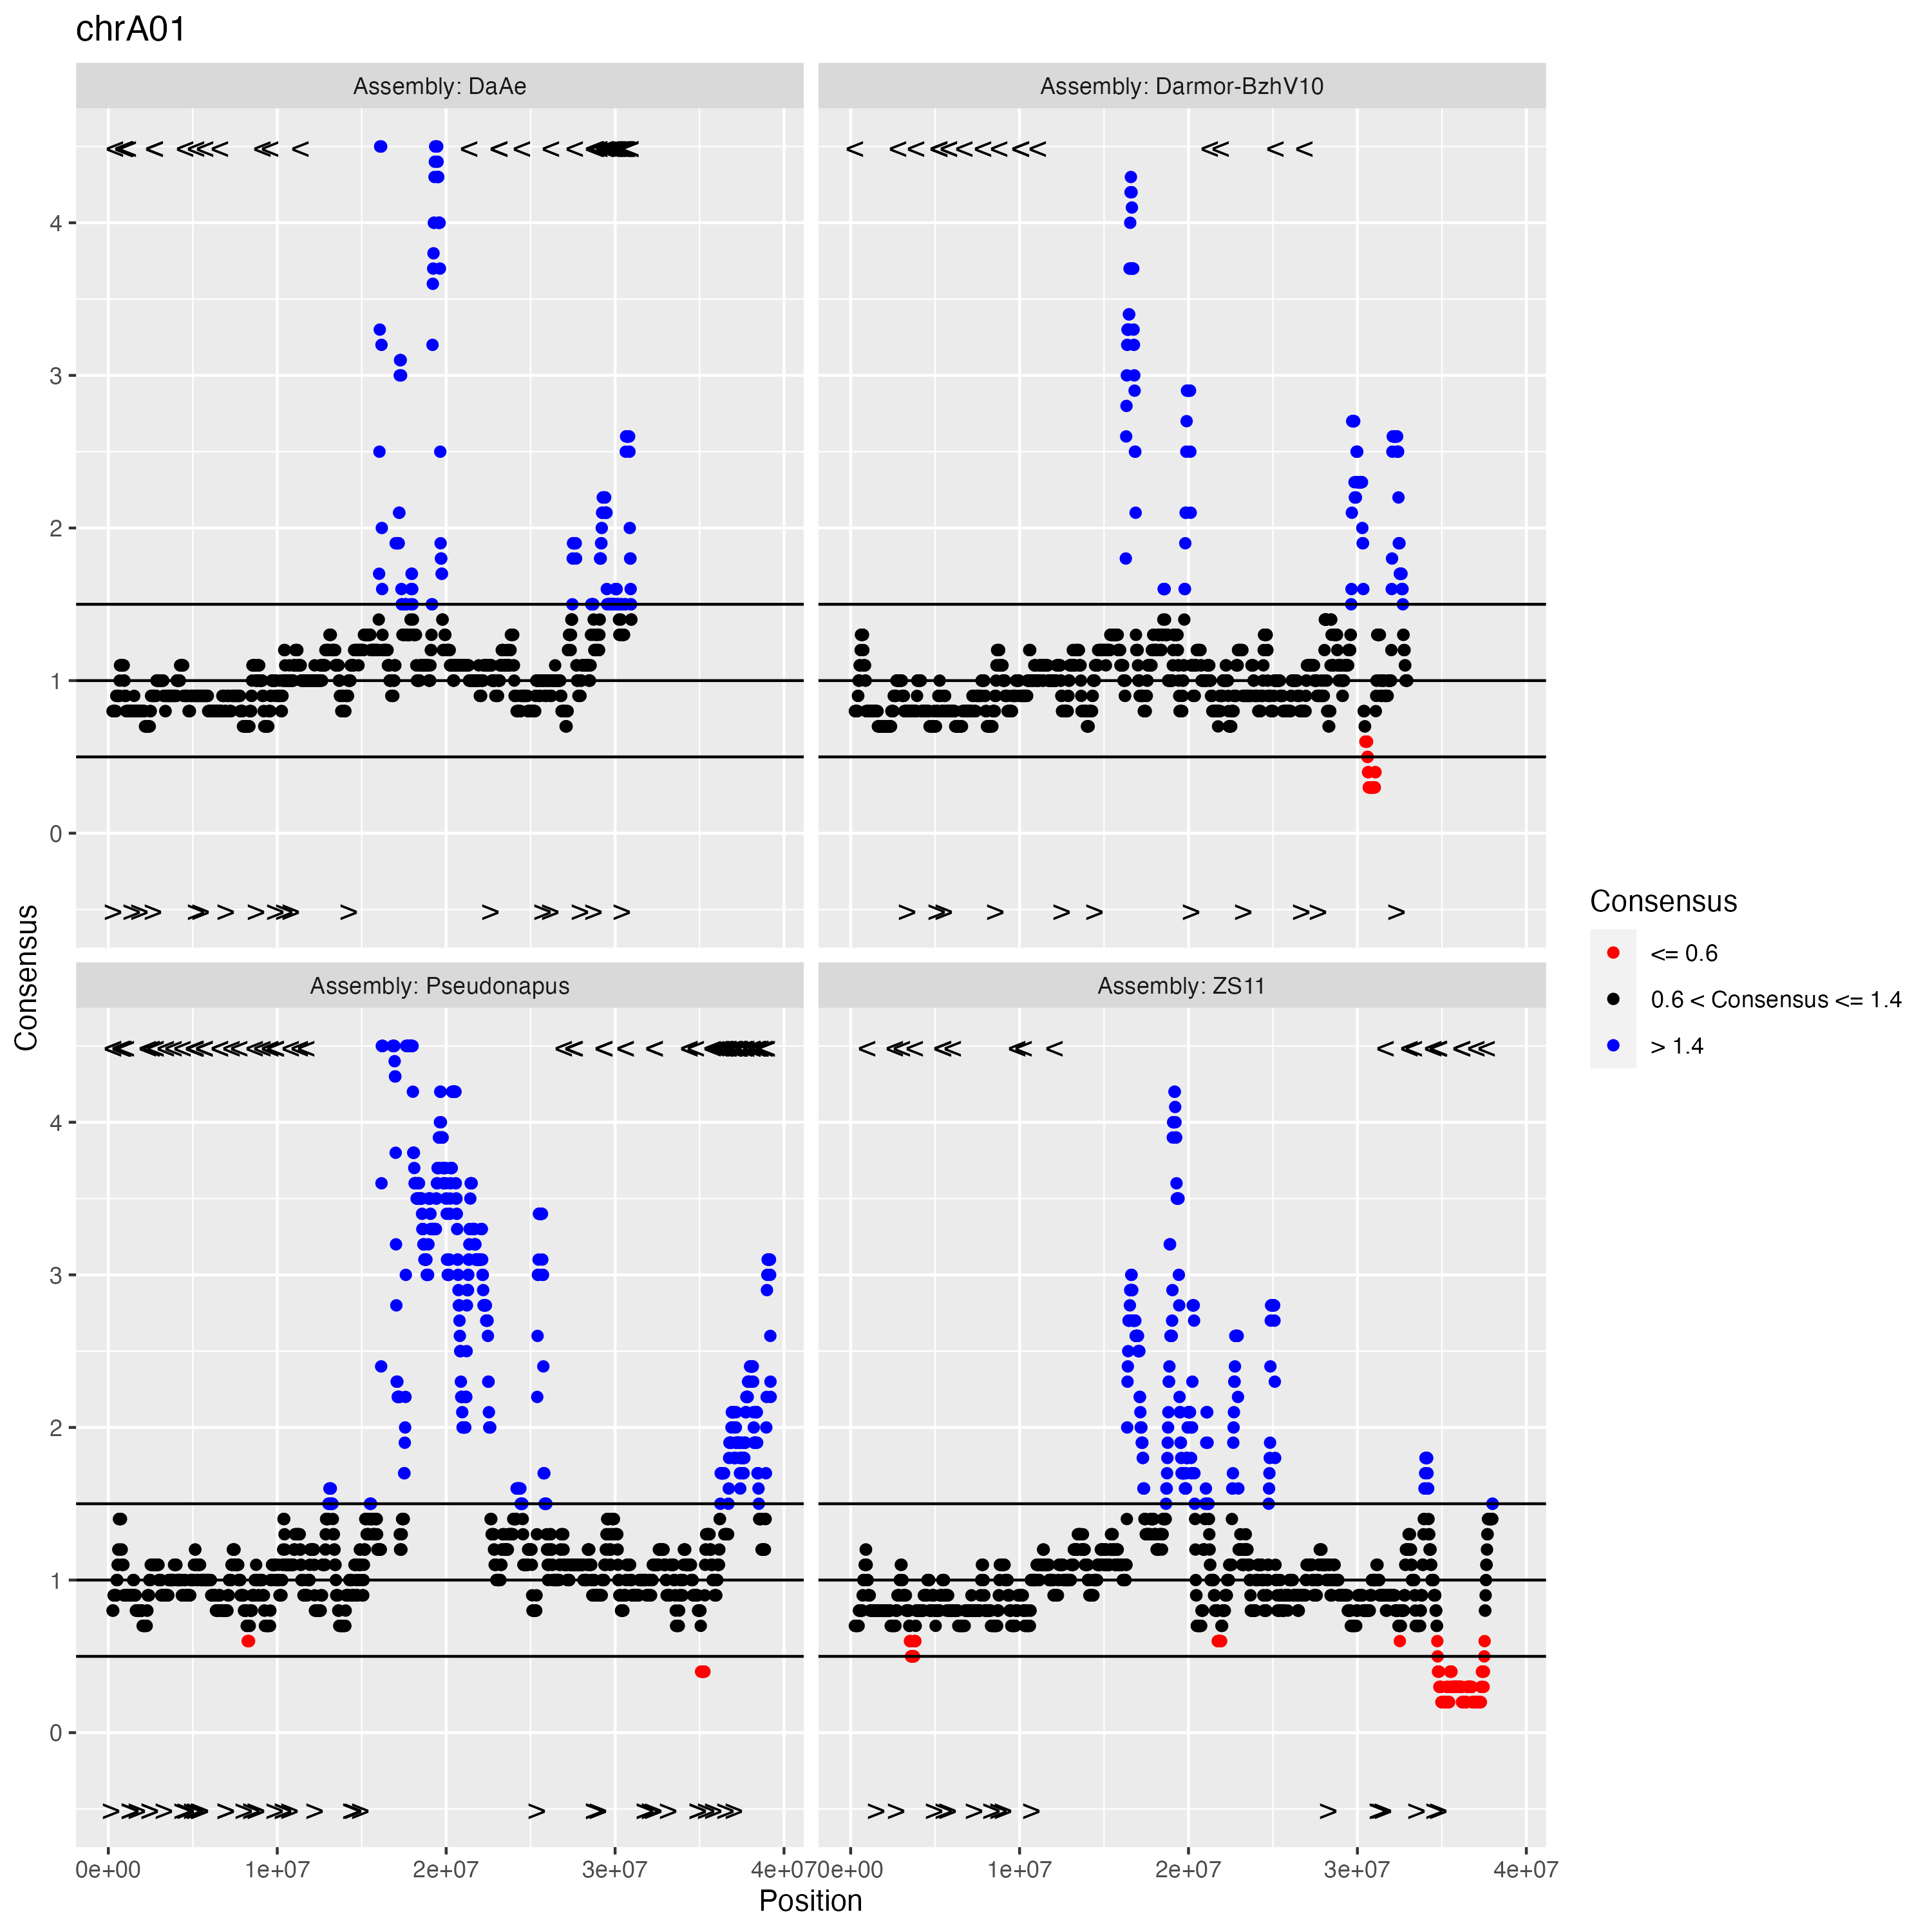 chrA01
Assembly: DaAe
Assembly: Darmor-BzhV10
4
3
2
1
0
Consensus
Assembly: Pseudonapus
Assembly: ZS11
4
3
2
1
0
0e+00 1e+07 2e+07 3e+07 4e+07
0e+00 1e+07 2e+07 3e+07 4e+07
Position
Consensus
<= 0.6
0.6 < Consensus <= 1.4
> 1.4